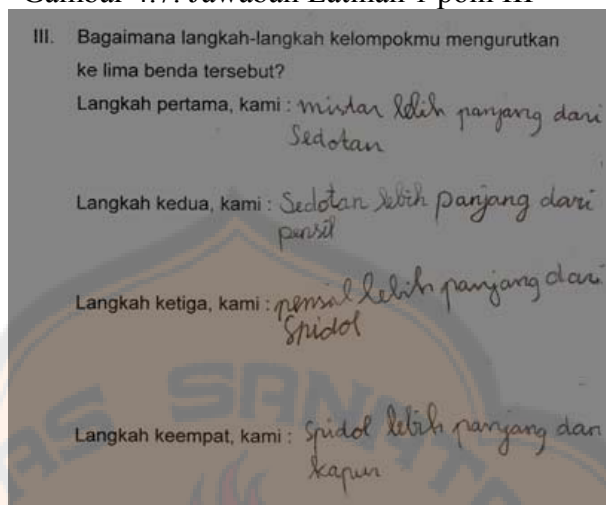 Gambar 4.7. Jawaban Latihan 1 poin III
III. Bagaimana langkah-langkah kelompokmu mengurutkan
ke lima benda tersebut?
Langkah pertama, kami : mistar lebih panjang dari
Sedotan
Langkah kedua, kami : Sedotan lebih panjang dari
pensil
Langkah ketiga, kami : pensil lebih panjang dari
Spidol
Langkah keempat, kami : Spidol lebih panjang dari
kapur
SANATA